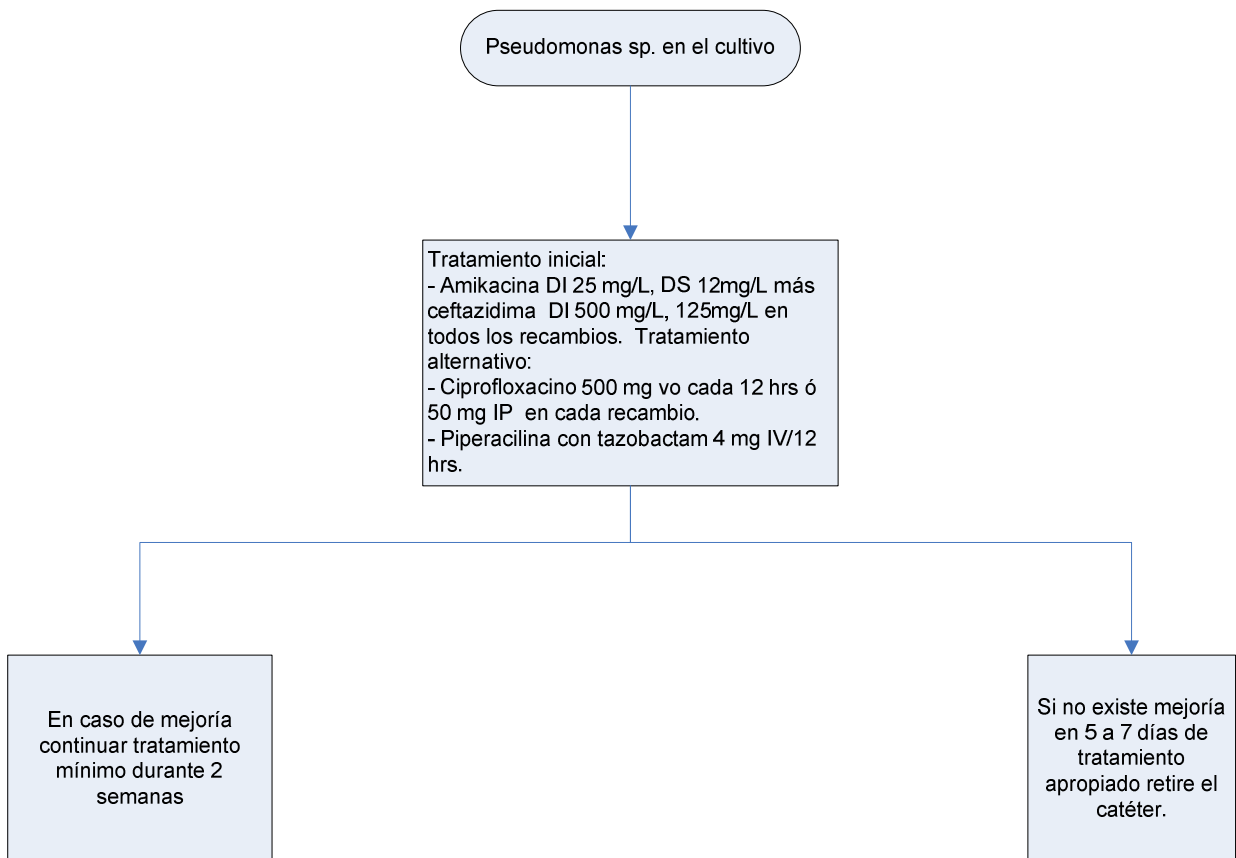 Pseudomonas sp. en el cultivo
Tratamiento inicial:
- Amikacina DI 25 mg/L, DS 12mg/L más
ceftazidima  DI 500 mg/L, 125mg/L en
todos los recambios.  Tratamiento
alternativo:
- Ciprofloxacino 500 mg vo cada 12 hrs ó
50 mg IP  en cada recambio.
- Piperacilina con tazobactam 4 mg IV/12
hrs.
En caso de mejoría
continuar tratamiento
mínimo durante 2
semanas
Si no existe mejoría
en 5 a 7 días de
tratamiento
apropiado retire el
catéter.